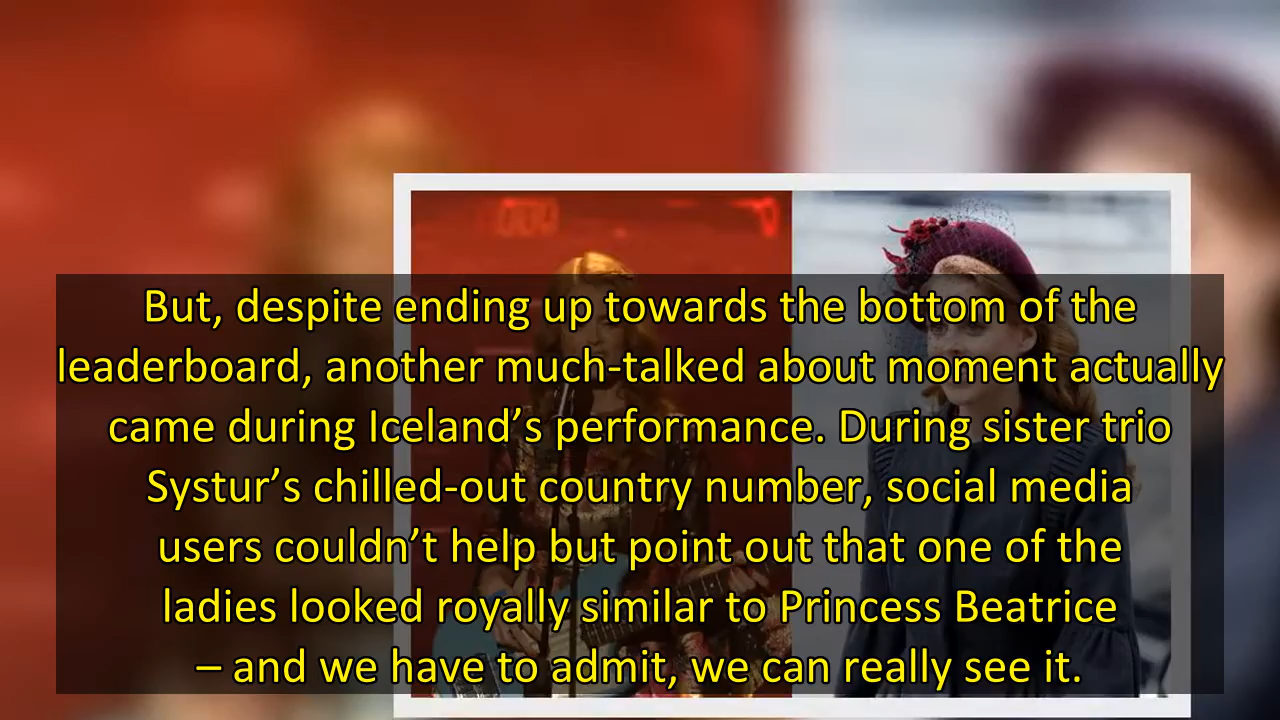 But, despite ending up towards the bottom of the
leaderboard, another much-talked about moment actually
came during Iceland’s performance. During sister trio
Systur’s chilled-out country number, social media
users couldn’t help but point out that one of the
ladies looked royally similar to Princess Beatrice
– and we have to admit, we can really see it.